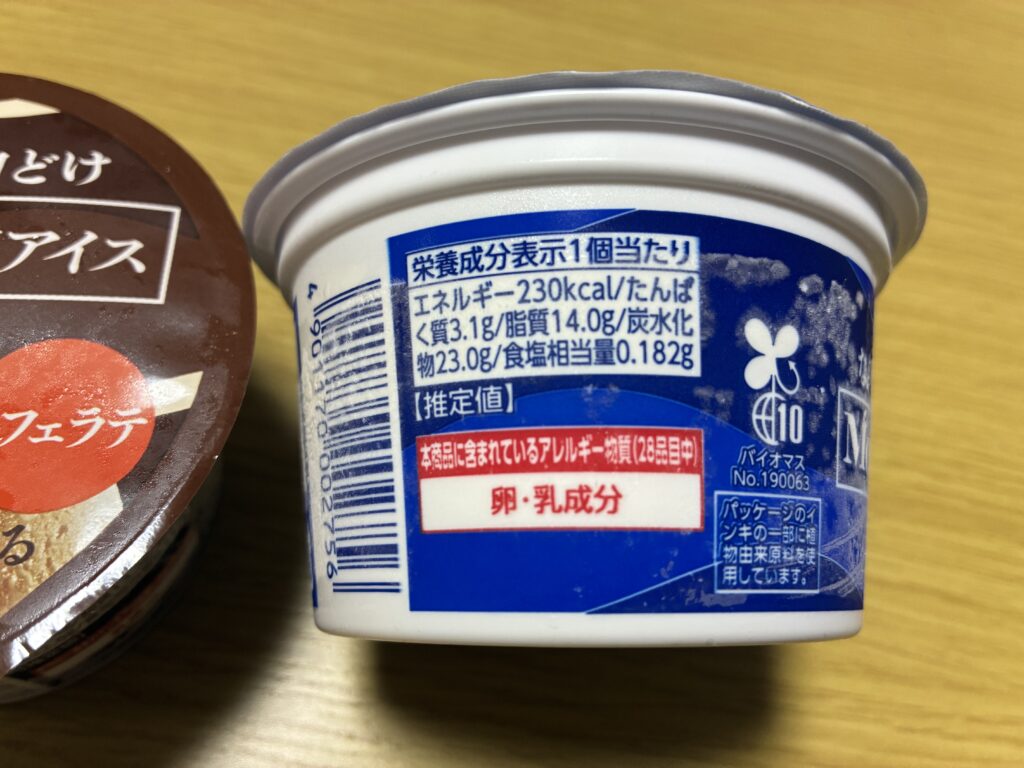 どけ
アイス
フェラテ
る
栄養成分表示1個当たり
エネルギー230kcal/たんぱ
く質3.1g/脂質14.0g/炭水化
物23.0g/食塩相当量0.182g
【推定値】
本商品に含まれているアレルギー物質(28品目中)
卵・乳成分
10
バイオマス
No.190063
パッケージのイ
ンキの一部に植
物由来原料を使
用しています。
M